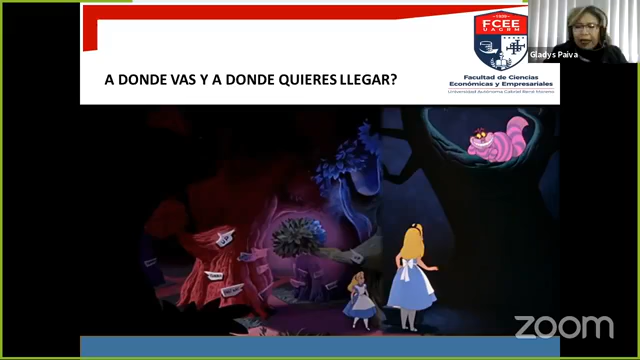 FCEE
UAGRM
Gladys Paiva
A DONDE VAS Y A DONDE QUIERES LLEGAR?
Facultad de Ciencias
Económicas y Empresariales
Universidad Autónoma Gabriel René Moreno
zoom